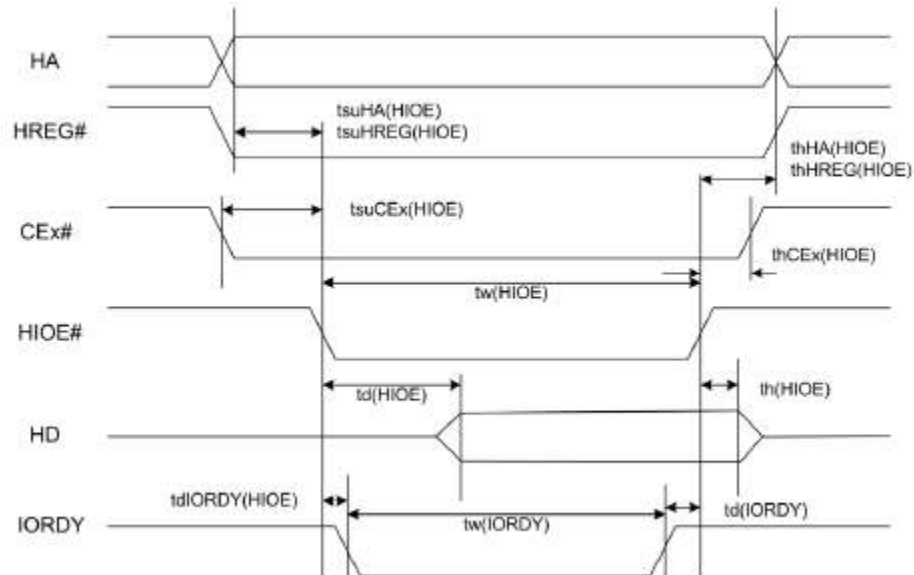 HA
HREG#
tsuHA(HIOE)
tsuHREG(HIOE)
thHA(HIOE)
thHREG(HIOE)
CEx#
tsuCEx(HIOE)
thCEx(HIOE)
tw(HIOE)
HIOE#
td(HIOE)
th(HIOE)
HD
tdIORDY(HIOE)
td(IORDY)
IORDY
tw(IORDY)